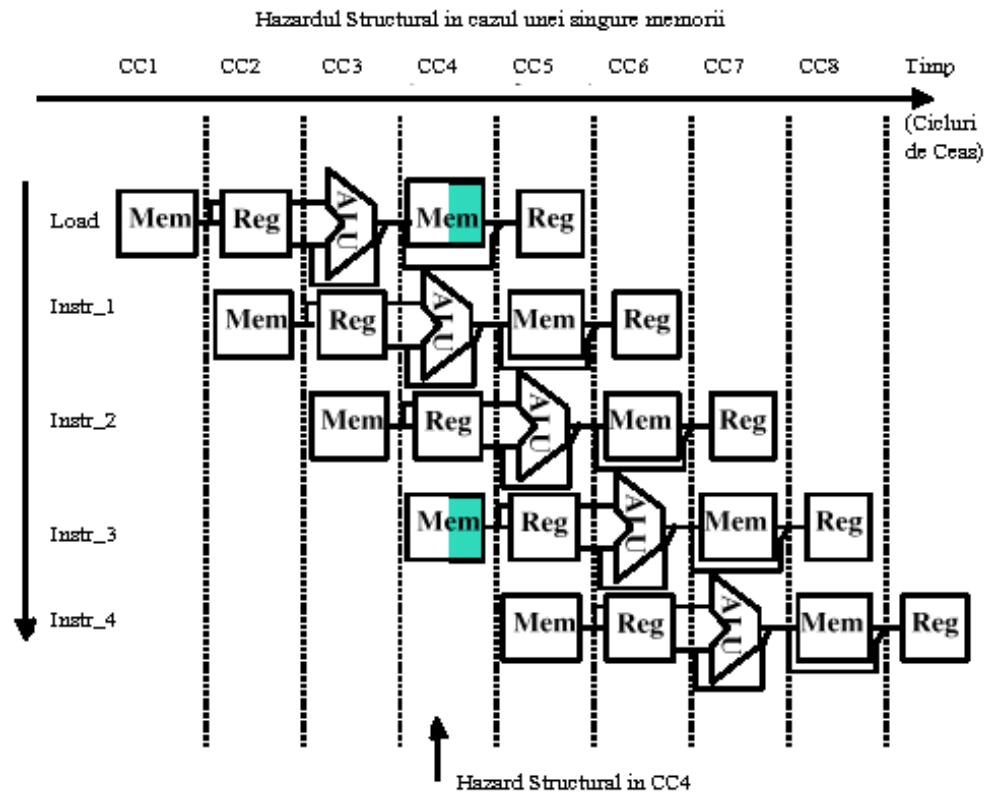 Hazardul Structural in cazul unei singure memorii
CC1 CC2 CC3 CC4 CC5 CC6 CC7 CC8 Timp
(Cicluri
de Ceas)
Load Mem Reg ALU Mem Reg
Instr_1 Mem Reg ALU Mem Reg
Instr_2 Mem Reg ALU Mem Reg
Instr_3 Mem Reg ALU Mem Reg
Instr_4 Mem Reg ALU Mem Reg
Hazard Structural in CC4